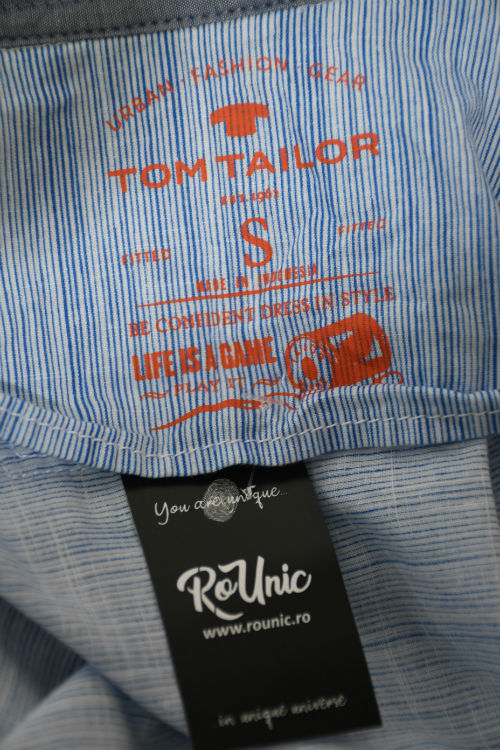 URBAN · FASHION · GEAR
TOM TAILOR
EST. 1962
S
FITTED FITTED
MADE IN INDONESIA
BE CONFIDENT DRESS IN STYLE
LIFE IS A GAME
~ PLAY IT ~
You are unique...
RoUnic
www.rounic.ro
in unique universe